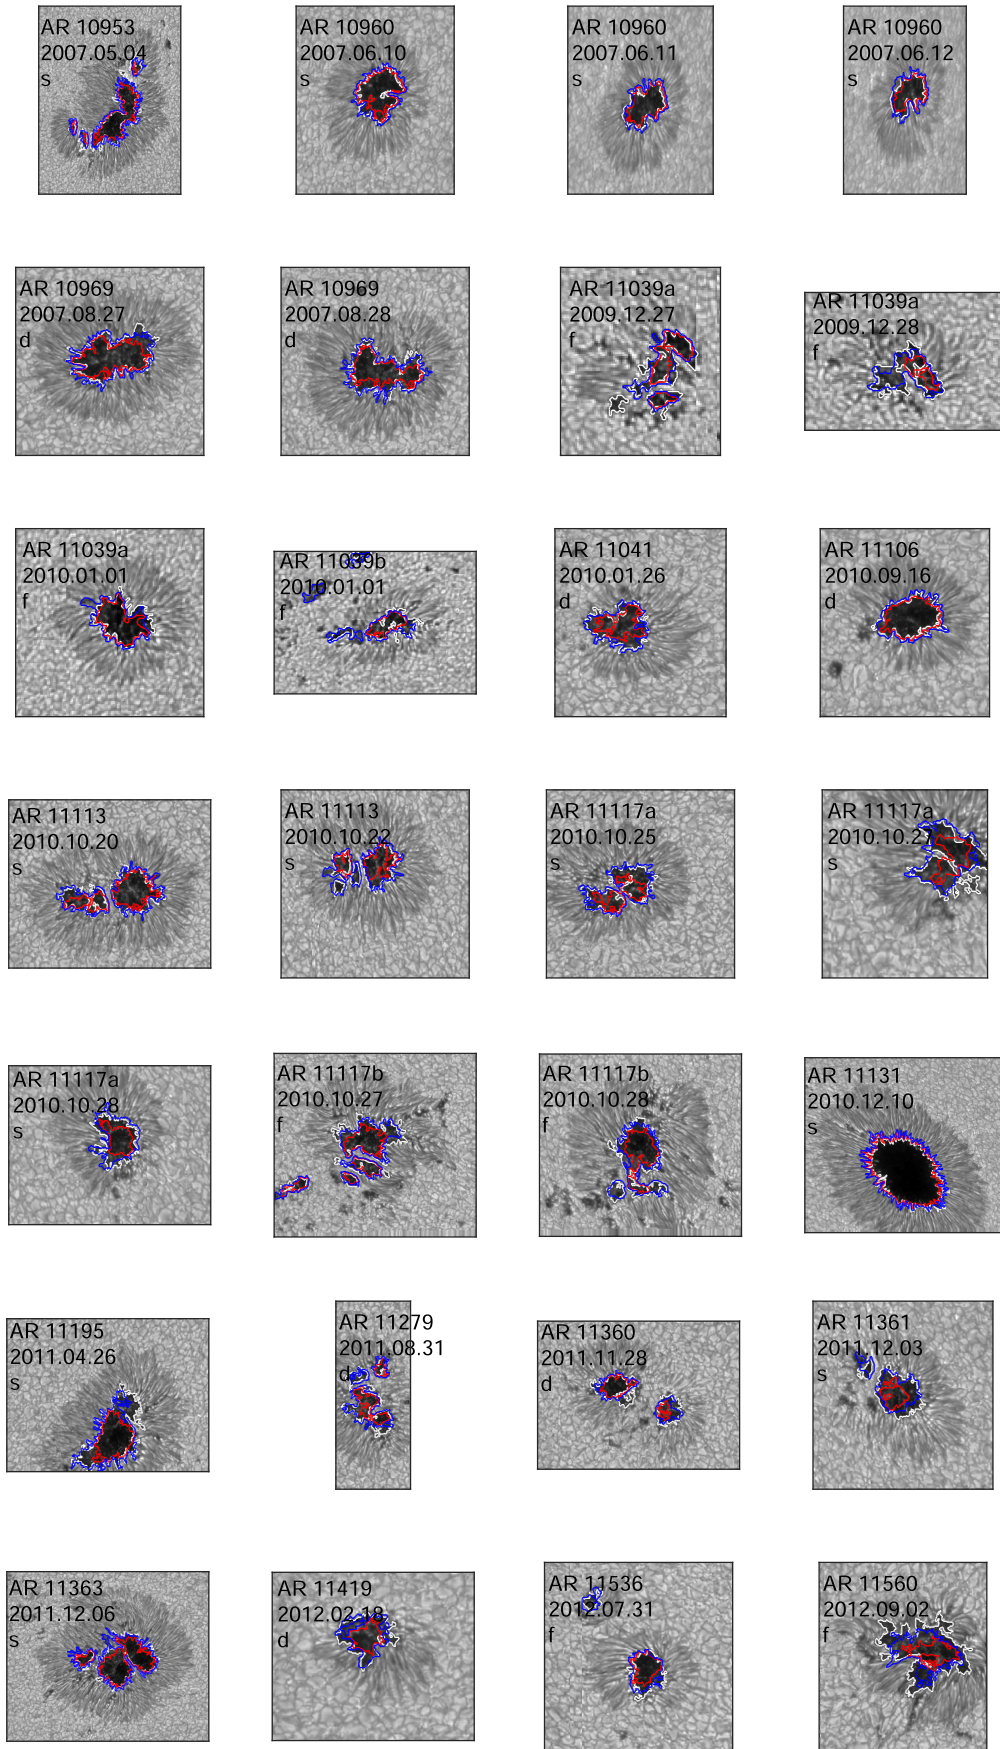 AR 10953
2007.05.04
s
AR 10960
2007.06.10
s
AR 10960
2007.06.11
s
AR 10960
2007.06.12
s
AR 10969
2007.08.27
d
AR 10969
2007.08.28
d
AR 11039a
2009.12.27
f
AR 11039a
2009.12.28
f
AR 11039a
2010.01.01
f
AR 11039b
2010.01.01
f
AR 11041
2010.01.26
d
AR 11106
2010.09.16
d
AR 11113
2010.10.20
s
AR 11113
2010.10.22
s
AR 11117a
2010.10.25
s
AR 11117a
2010.10.27
s
AR 11117a
2010.10.28
s
AR 11117b
2010.10.27
f
AR 11117b
2010.10.28
f
AR 11131
2010.12.10
s
AR 11195
2011.04.26
s
AR 11279
2011.08.31
d
AR 11360
2011.11.28
d
AR 11361
2011.12.03
s
AR 11363
2011.12.06
s
AR 11419
2012.02.18
d
AR 11536
2012.07.31
f
AR 11560
2012.09.02
f